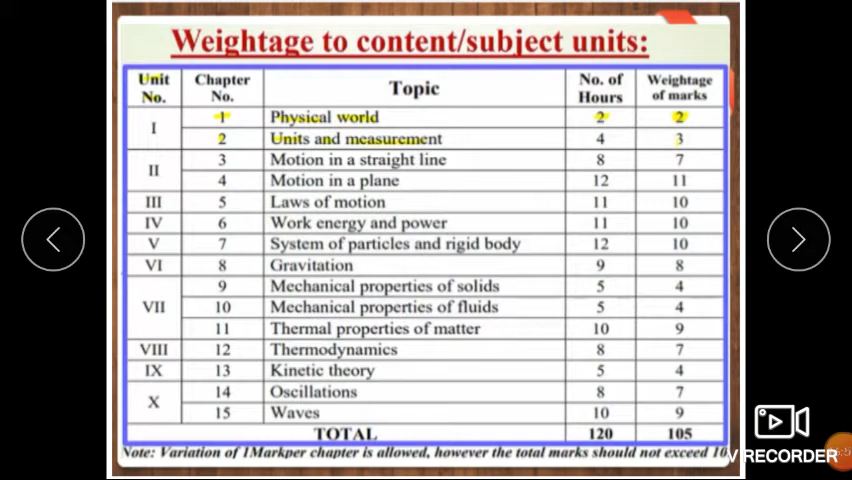 Weightage to content/subject units:
Unit No. Chapter No. Topic No. of Hours Weightage of marks
I 1 Physical world 2 2
2 Units and measurement 4 3
II 3 Motion in a straight line 8 7
4 Motion in a plane 12 11
III 5 Laws of motion 11 10
IV 6 Work energy and power 11 10
V 7 System of particles and rigid body 12 10
VI 8 Gravitation 9 8
VII 9 Mechanical properties of solids 5 4
10 Mechanical properties of fluids 5 4
11 Thermal properties of matter 10 9
VIII 12 Thermodynamics 8 7
IX 13 Kinetic theory 5 4
X 14 Oscillations 8 7
15 Waves 10 9
TOTAL 120 105
Note: Variation of 1Markper chapter is allowed, however the total marks should not exceed 10
V RECORDER